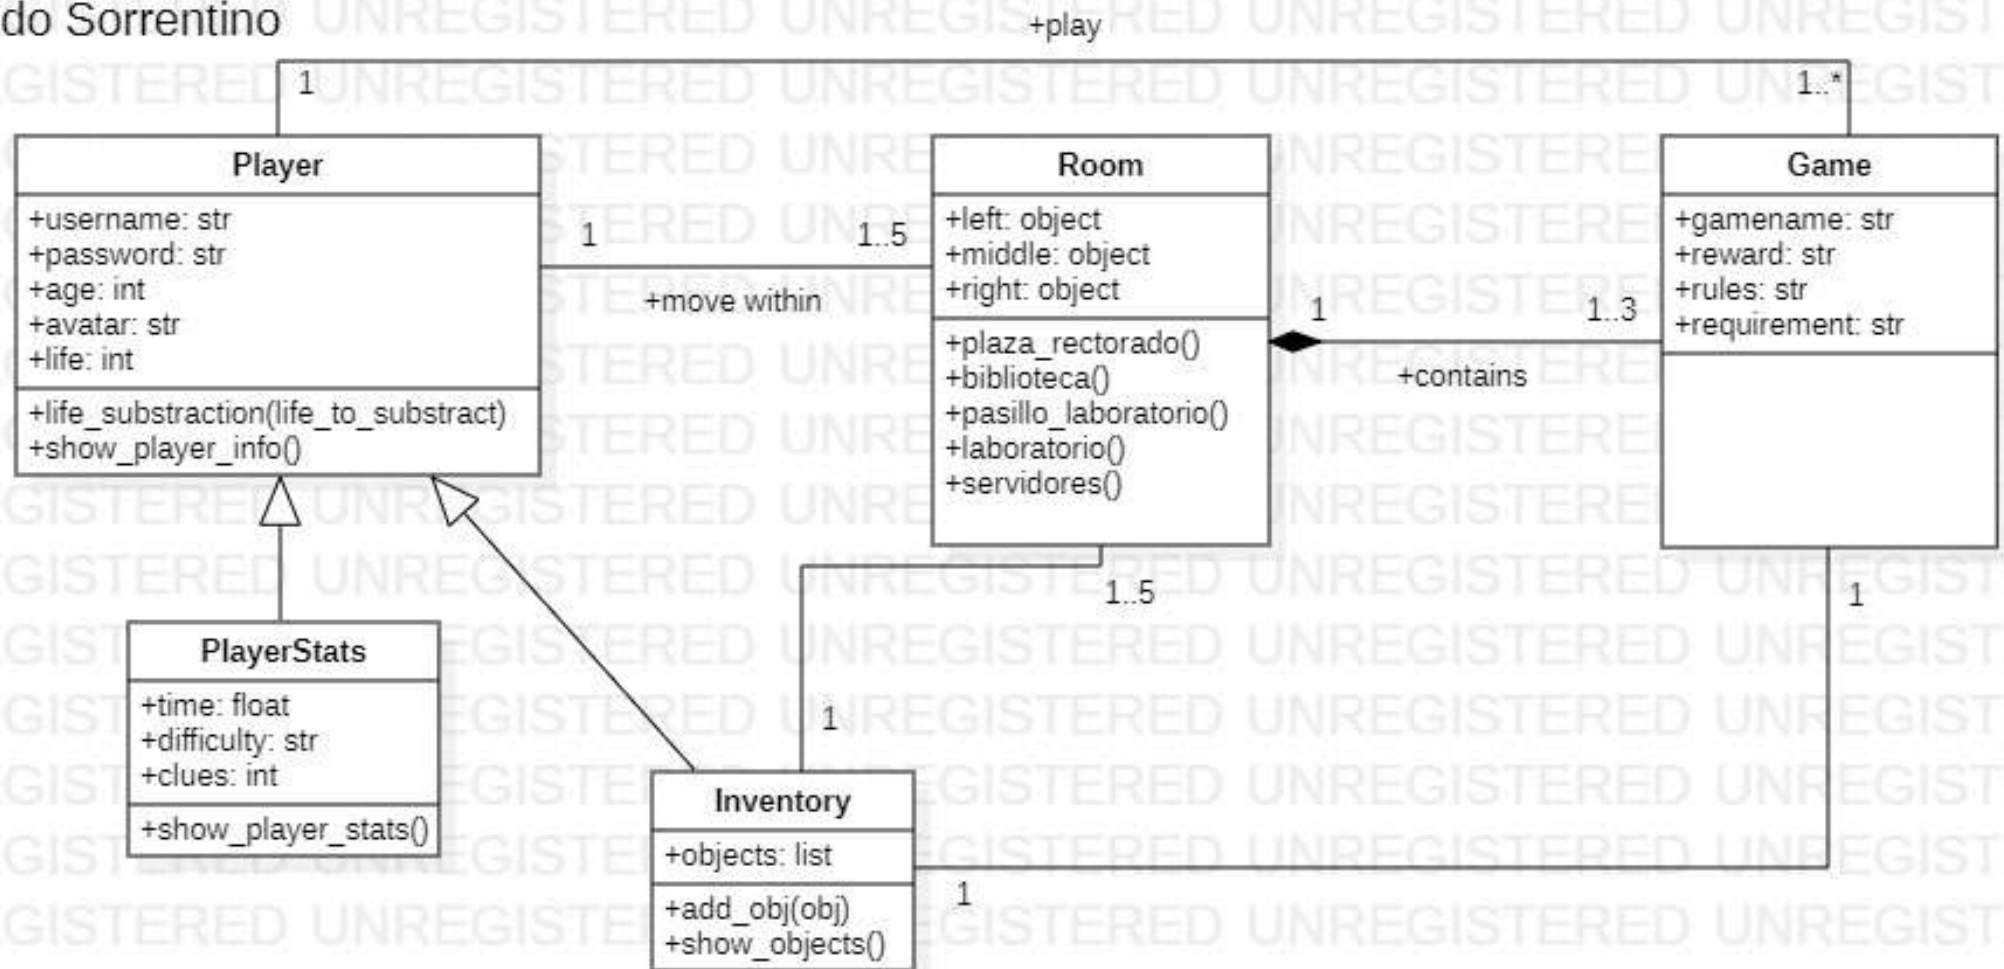 do Sorrentino
+play
1
1..*
Player
+username: str
+password: str
+age: int
+avatar: str
+life: int
+life_substraction(life_to_substract)
+show_player_info()
1
1..5
+move within
Room
+left: object
+middle: object
+right: object
+plaza_rectorado()
+biblioteca()
+pasillo_laboratorio()
+laboratorio()
+servidores()
1
1..3
+contains
Game
+gamename: str
+reward: str
+rules: str
+requirement: str
1..5
1
1
1
PlayerStats
+time: float
+difficulty: str
+clues: int
+show_player_stats()
Inventory
+objects: list
+add_obj(obj)
+show_objects()
UNREGISTERED